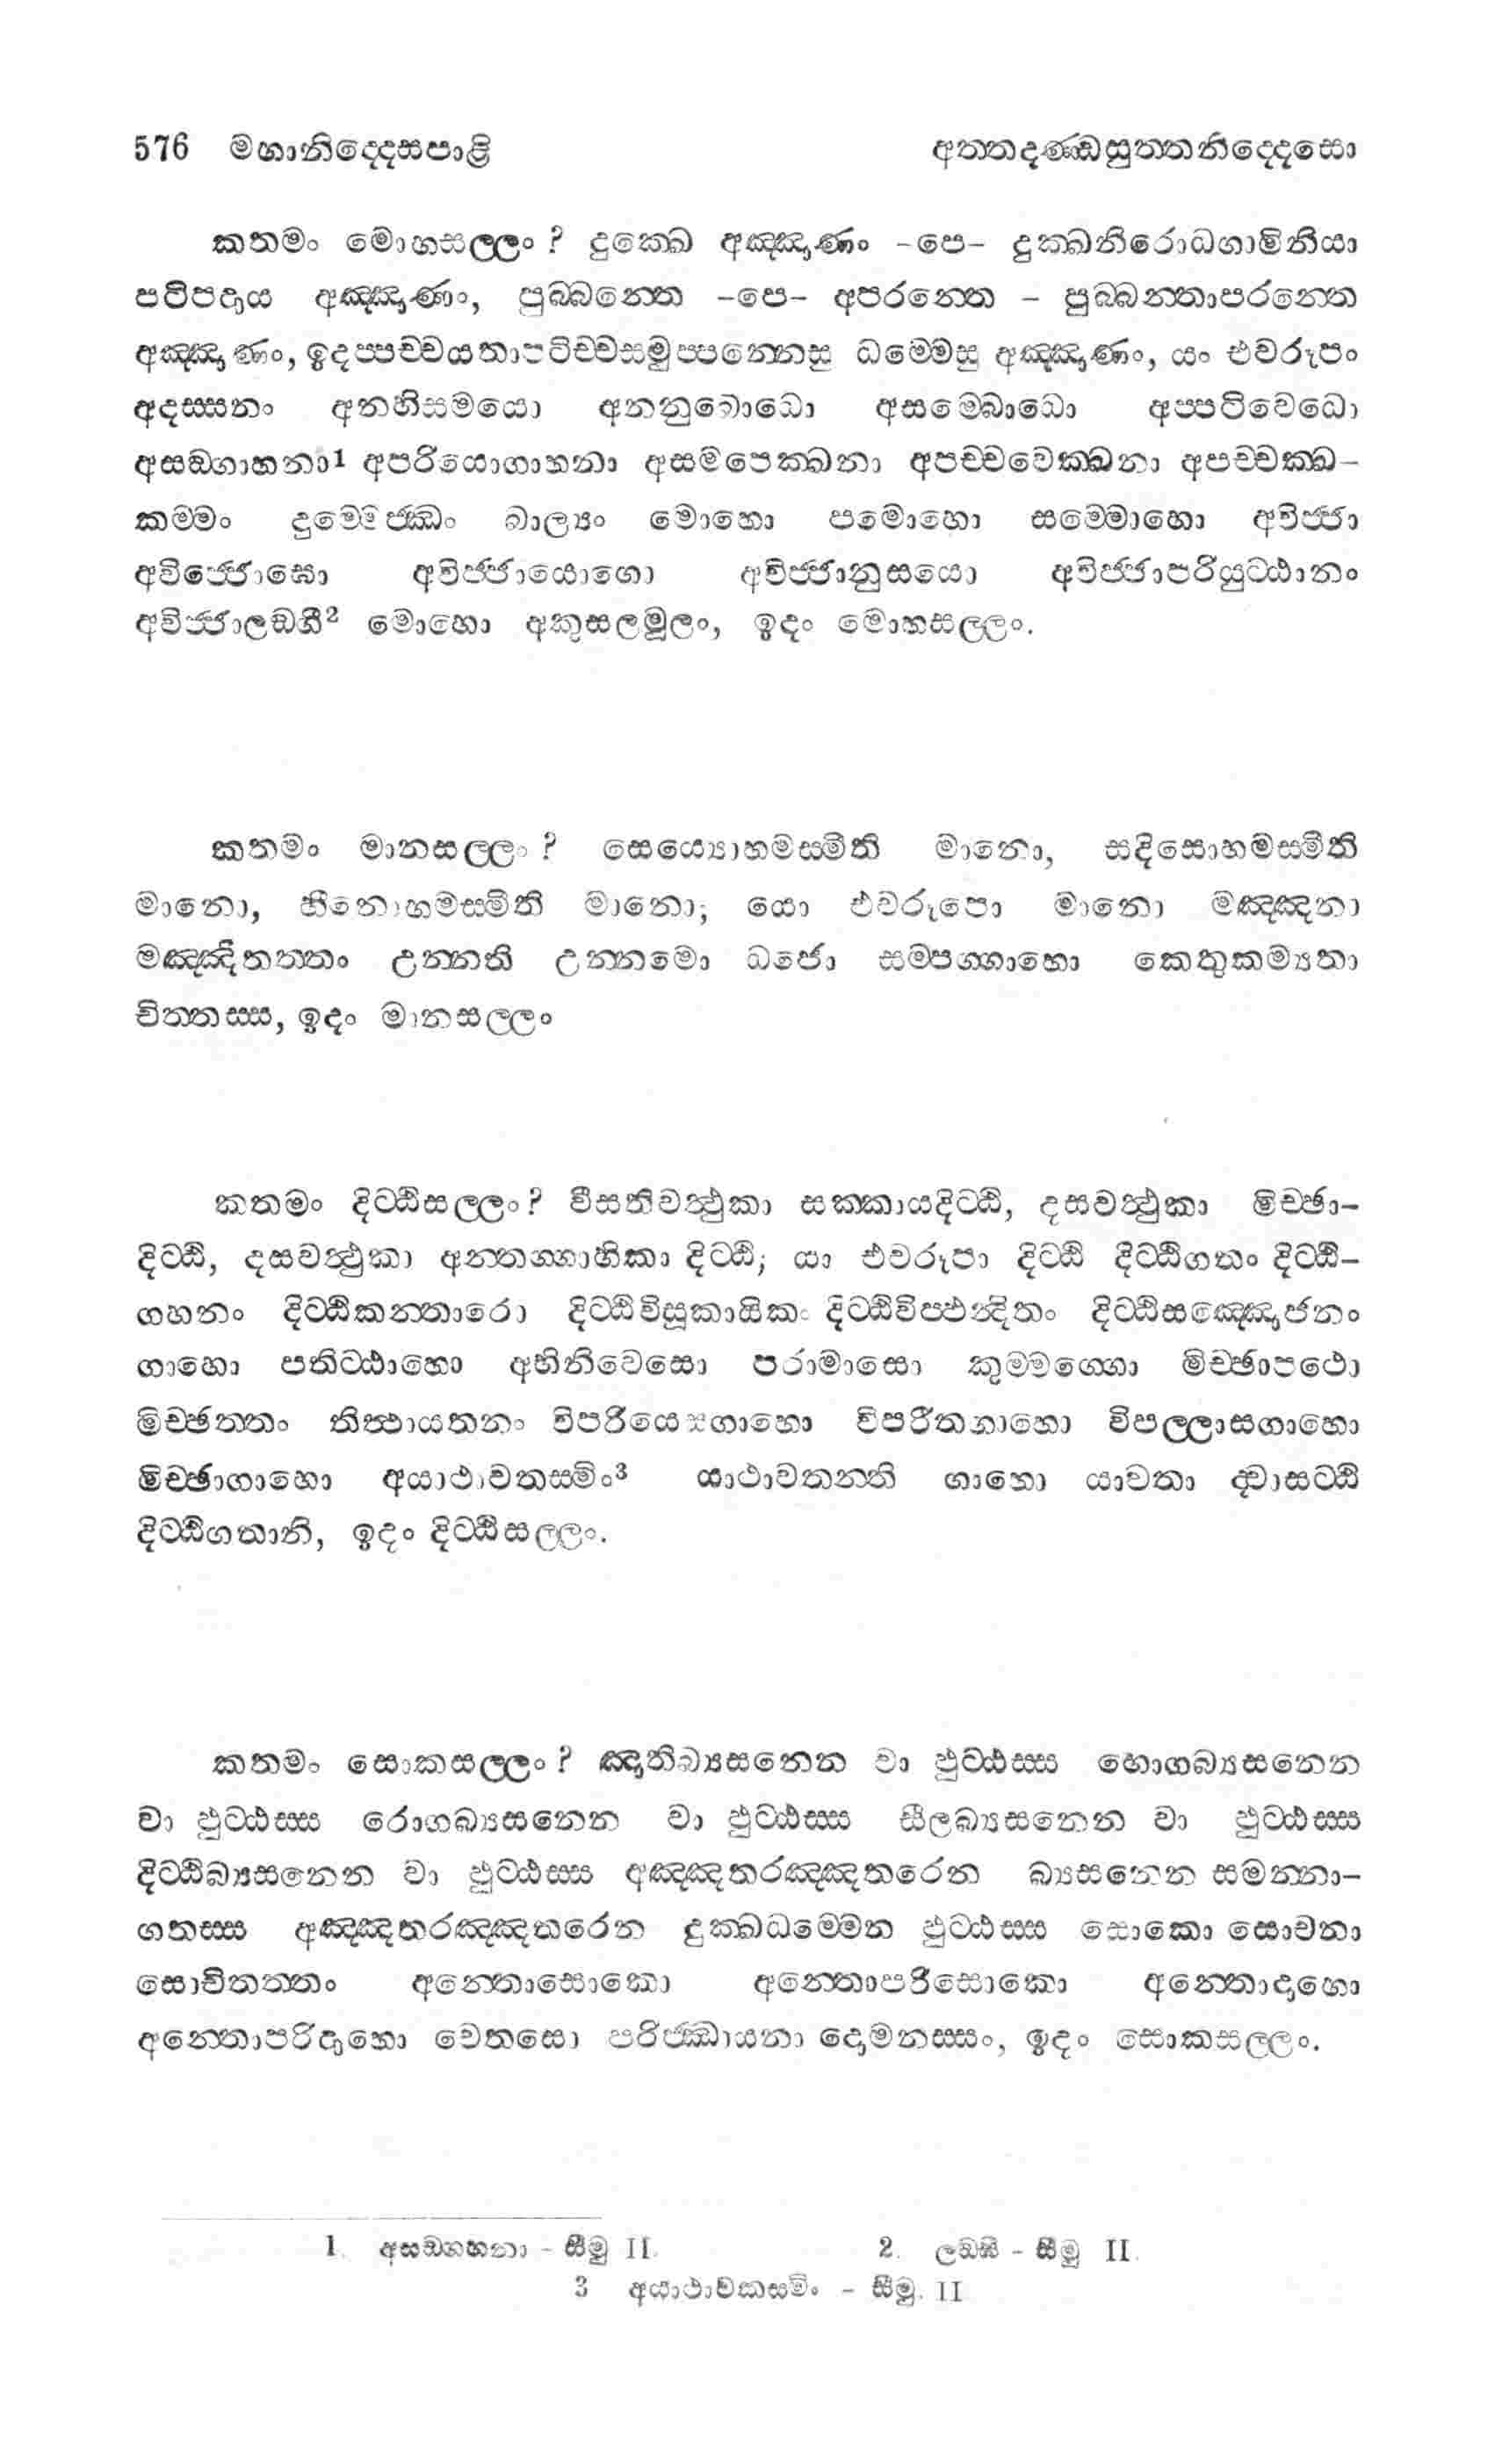 576 මහානිද්දෙසපාළි අත්තදණ්ඩසුත්තනිද්දෙසො
කතමං මොහසල්ලං? දුක්ඛෙ අඤ්ඤාණං -පෙ- දුක්ඛනිරොධගාමිනියා
පටිපදාය අඤ්ඤාණං, පුබ්බන්තෙ -පෙ- අපරන්තෙ - පුබ්බන්තාපරන්තෙ
අඤ්ඤාණං, ඉදප්පච්චයතාපටිච්චසමුප්පන්නෙසු ධම්මෙසු අඤ්ඤාණං, යං එවරූපං
අදස්සනං අනභිසමයො අනනුබොධො අසම්බොධො අප්පටිවෙධො
අසඞ්ගාහනා1 අපරියොගාහනා අසමපෙක්ඛනා අපච්චවෙක්ඛනා අපච්චක්ඛ-
කම්මං දුම්මෙජ්ඣං බාල්‍යං මොහො පමොහො සම්මොහො අවිජ්ජා
අවිජ්ජොඝො අවිජ්ජායොගො අවිජ්ජානුසයො අවිජ්ජාපරියුට්ඨානං
අවිජ්ජාලඞ්ගී2 මොහො අකුසලමූලං, ඉදං මොහසල්ලං.
කතමං මානසල්ලං? සෙය්‍යොහමස්මීති මානො, සදිසොහමස්මීති
මානො, හීනොහමස්මීති මානො; යො එවරූපො මානො මඤ්ඤනා
මඤ්ඤිතත්තං උන්නති උන්නමො ධජො සම්පග්ගාහො කෙතුකම්‍යතා
චිත්තස්ස, ඉදං මානසල්ලං
කතමං දිට්ඨිසල්ලං? වීසතිවත්ථුකා සක්කායදිට්ඨි, දසවත්ථුකා මිච්ඡා-
දිට්ඨි, දසවත්ථුකා අන්තග්ගාහිකා දිට්ඨි; යා එවරූපා දිට්ඨි දිට්ඨිගතං දිට්ඨි-
ගහනං දිට්ඨිකන්තාරො දිට්ඨිවිසූකායිකං දිට්ඨිවිප්ඵන්දිතං දිට්ඨිසඤ්ඤොජනං
ගාහො පතිට්ඨාහො අභිනිවෙසො පරාමාසො කුම්මග්ගො මිච්ඡාපථො
මිච්ඡත්තං තිත්ථායතනං විපරියෙසගාහො විපරීතගාහො විපල්ලාසගාහො
මිච්ඡාගාහො අයාථාවතස්මිං3 යාථාවතන්ති ගාහො යාවතා ද්වාසට්ඨි
දිට්ඨිගතානි, ඉදං දිට්ඨිසල්ලං.
කතමං සොකසල්ලං? ඤාතිබ්‍යසනෙන වා ඵුට්ඨස්ස භොගබ්‍යසනෙන
වා ඵුට්ඨස්ස රොගබ්‍යසනෙන වා ඵුට්ඨස්ස සීලබ්‍යසනෙන වා ඵුට්ඨස්ස
දිට්ඨිබ්‍යසනෙන වා ඵුට්ඨස්ස අඤ්ඤතරඤ්ඤතරෙන බ්‍යසනෙන සමන්නා-
ගතස්ස අඤ්ඤතරඤ්ඤතරෙන දුක්ඛධම්මෙන ඵුට්ඨස්ස සොකො සොචනා
සොචිතත්තං අන්තොසොකො අන්තොපරිසොකො අන්තොදාහො
අන්තොපරිදාහො චෙතසො පරිජ්ඣායනා දොමනස්සං, ඉදං සොකසල්ලං.
1. අසඞ්ගහනා - සීමු II. 2. ලඞ්ඝි - සීමු II.
3 අයාථාවකස්මිං - සීමු. II